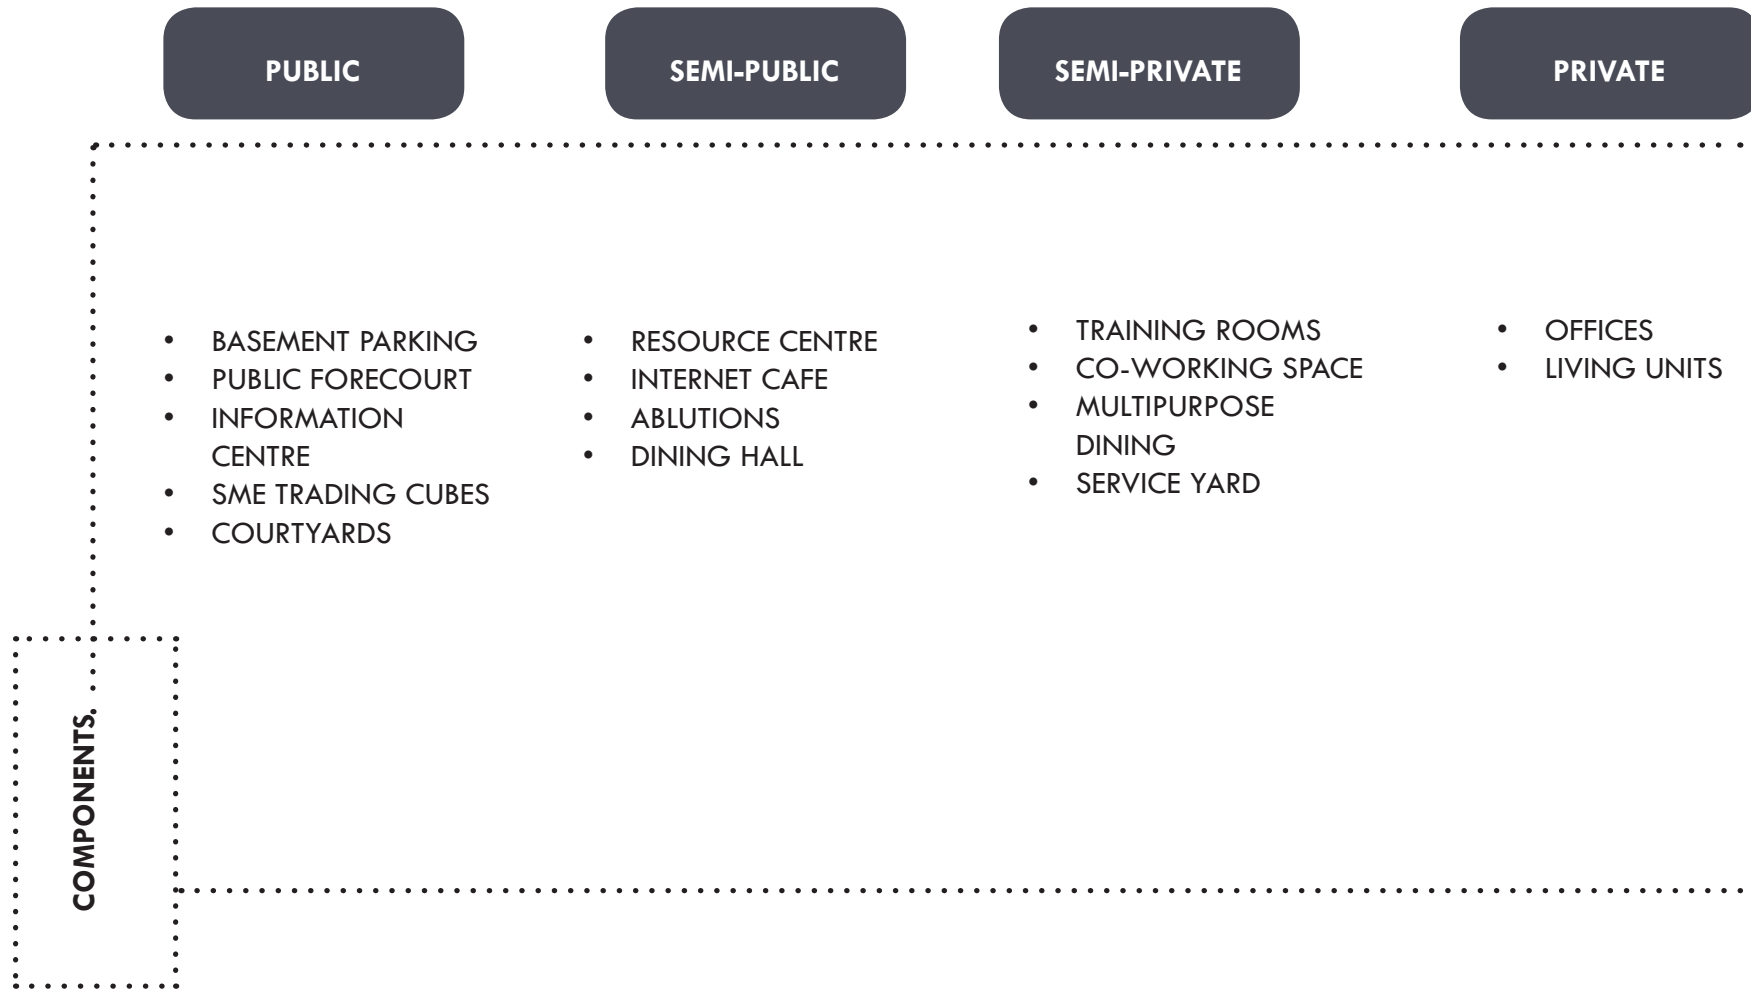 PUBLIC
SEMI-PUBLIC
SEMI-PRIVATE
PRIVATE
• BASEMENT PARKING
• PUBLIC FORECOURT
• INFORMATION
CENTRE
• SME TRADING CUBES
• COURTYARDS
• RESOURCE CENTRE
• INTERNET CAFE
• ABLUTIONS
• DINING HALL
• TRAINING ROOMS
• CO-WORKING SPACE
• MULTIPURPOSE
DINING
• SERVICE YARD
• OFFICES
• LIVING UNITS
COMPONENTS